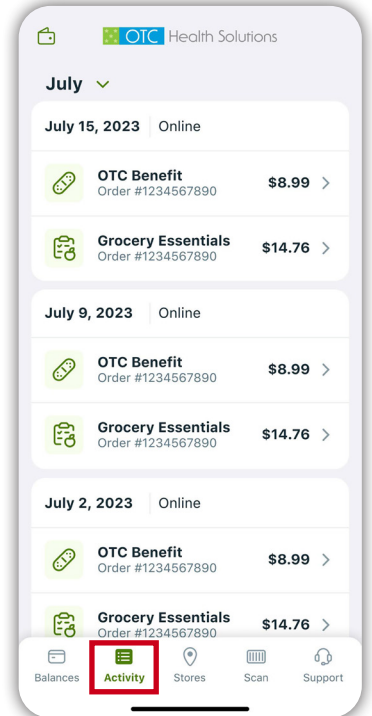 OTC Health Solutions
July
July 15, 2023 Online
OTC Benefit
Order #1234567890
$8.99
Grocery Essentials
Order #1234567890
$14.76
July 9, 2023 Online
OTC Benefit
Order #1234567890
$8.99
Grocery Essentials
Order #1234567890
$14.76
July 2, 2023 Online
OTC Benefit
Order #1234567890
$8.99
Grocery Essentials
Order #1234567890
$14.76
Balances Activity Stores Scan Support